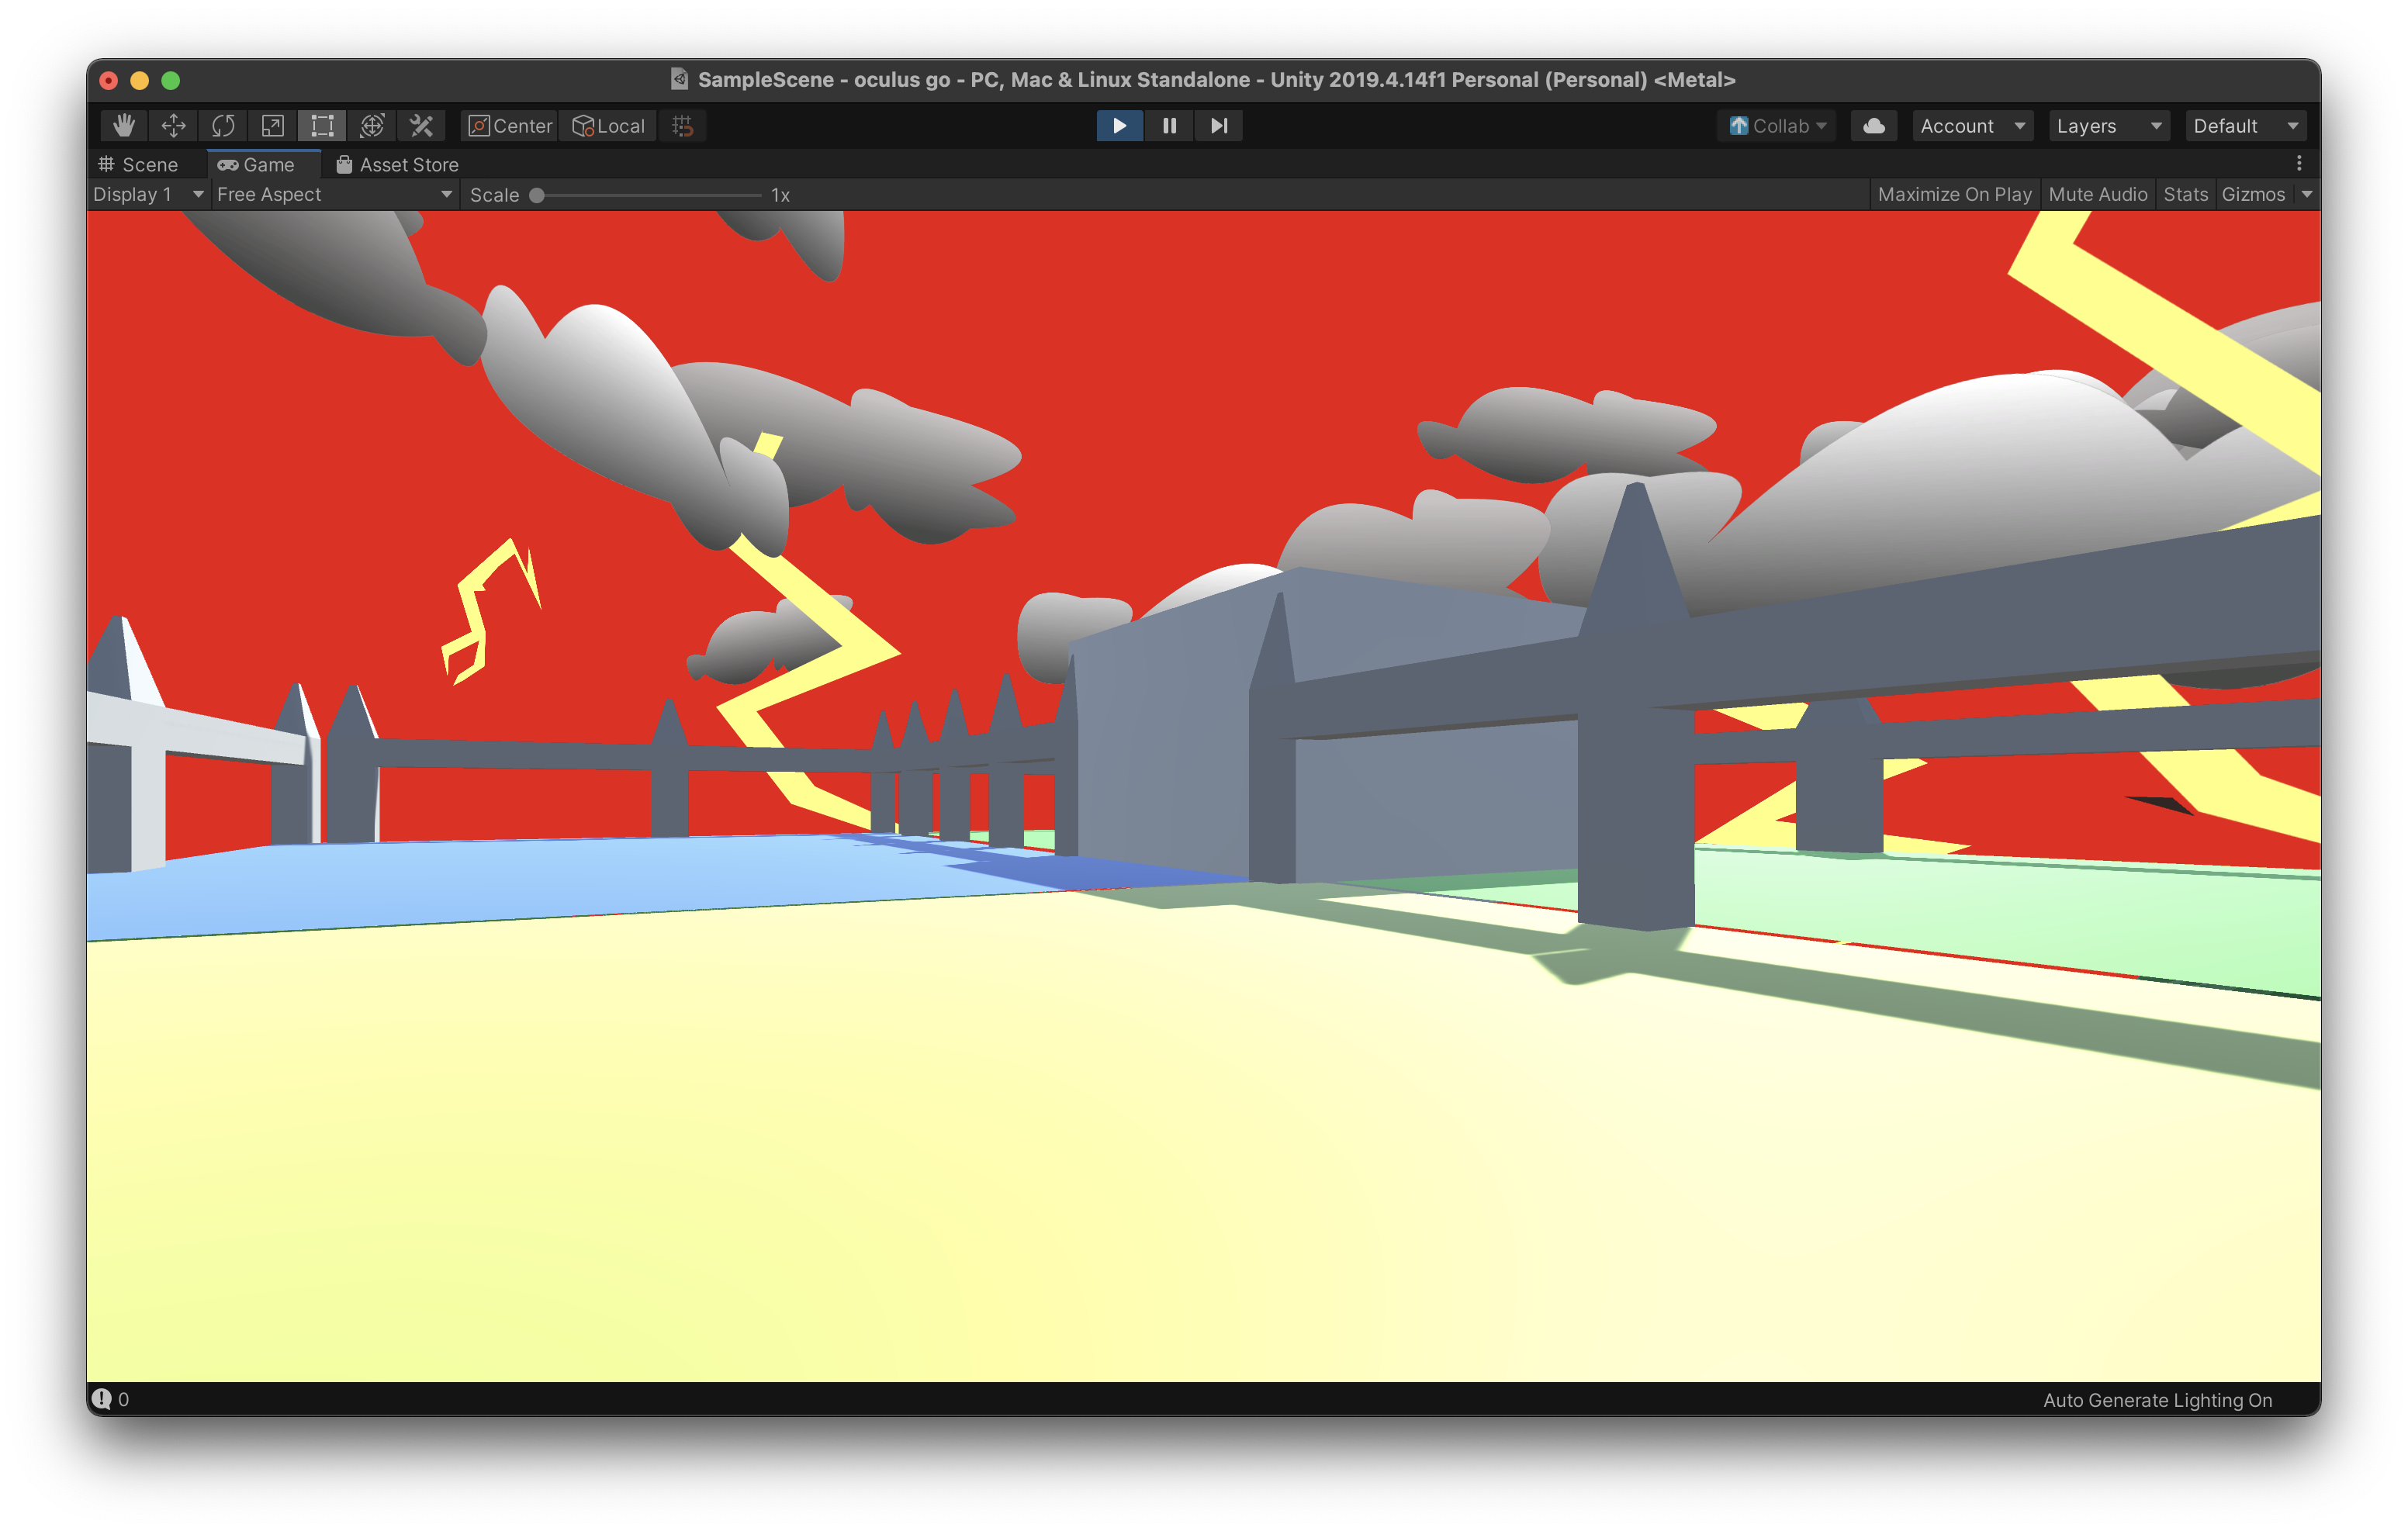 SampleScene - oculus go - PC, Mac & Linux Standalone - Unity 2019.4.14f1 Personal (Personal) <Metal>
Center Local Collab Account Layers Default
Scene Game Asset Store
Display 1 Free Aspect Scale 1x Maximize On Play Mute Audio Stats Gizmos
0 Auto Generate Lighting On